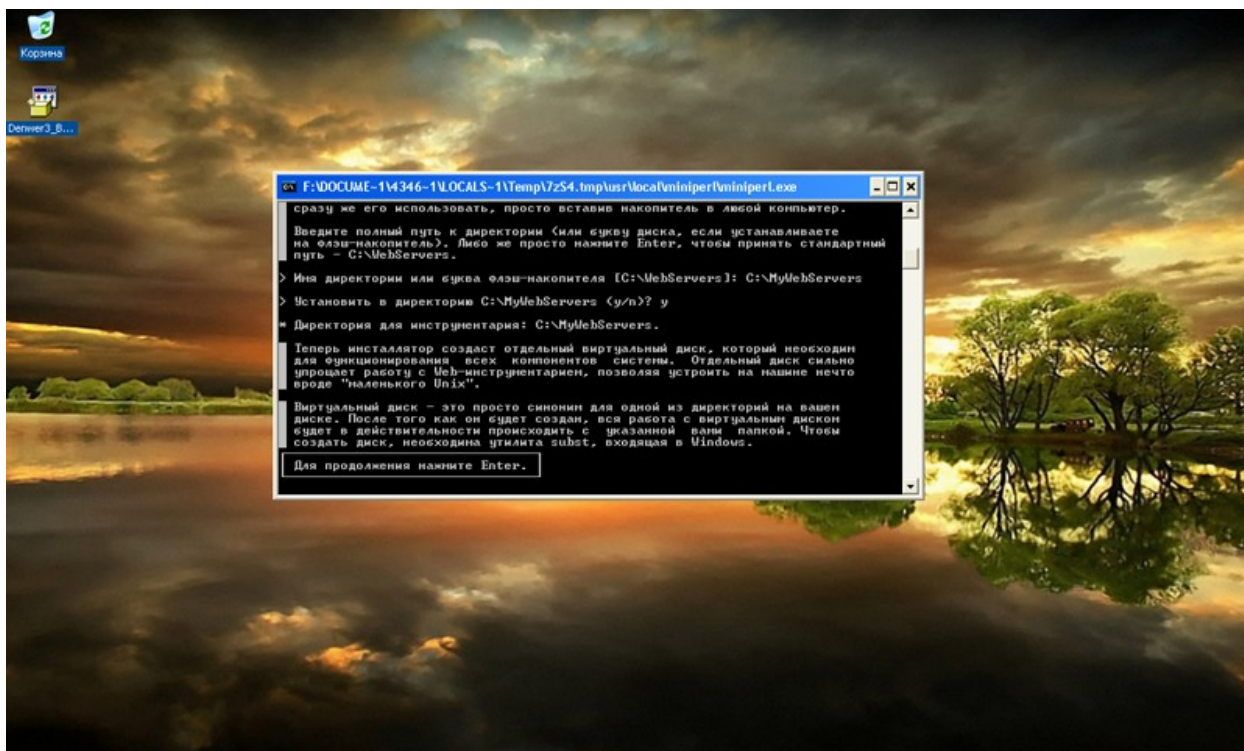 Корзина
Denwer3_B...
F:\DOCUME~1\4346~1\LOCALS~1\Temp\7zS4.tmp\usr\local\miniperl\miniperl.exe
сразу же его использовать, просто вставив накопитель в любой компьютер.
Введите полный путь к директории (или букву диска, если устанавливаете
на флэш-накопитель). Либо же просто нажмите Enter, чтобы принять стандартный
путь - C:\WebServers.
> Имя директории или буква флэш-накопителя [C:\WebServers]: C:\MyWebServers
> Установить в директорию C:\MyWebServers (y/n)? y
* Директория для инструментария: C:\MyWebServers.
Теперь инсталлятор создаст отдельный виртуальный диск, который необходим
для функционирования всех компонентов системы. Отдельный диск сильно
упрощает работу с Web-инструментарием, позволяя устроить на машине нечто
вроде "маленького Unix".
Виртуальный диск - это просто синоним для одной из директорий на вашем
диске. После того как он будет создан, вся работа с виртуальным диском
будет в действительности происходить с указанной вами папкой. Чтобы
создать диск, необходима утилита subst, входящая в Windows.
Для продолжения нажмите Enter.